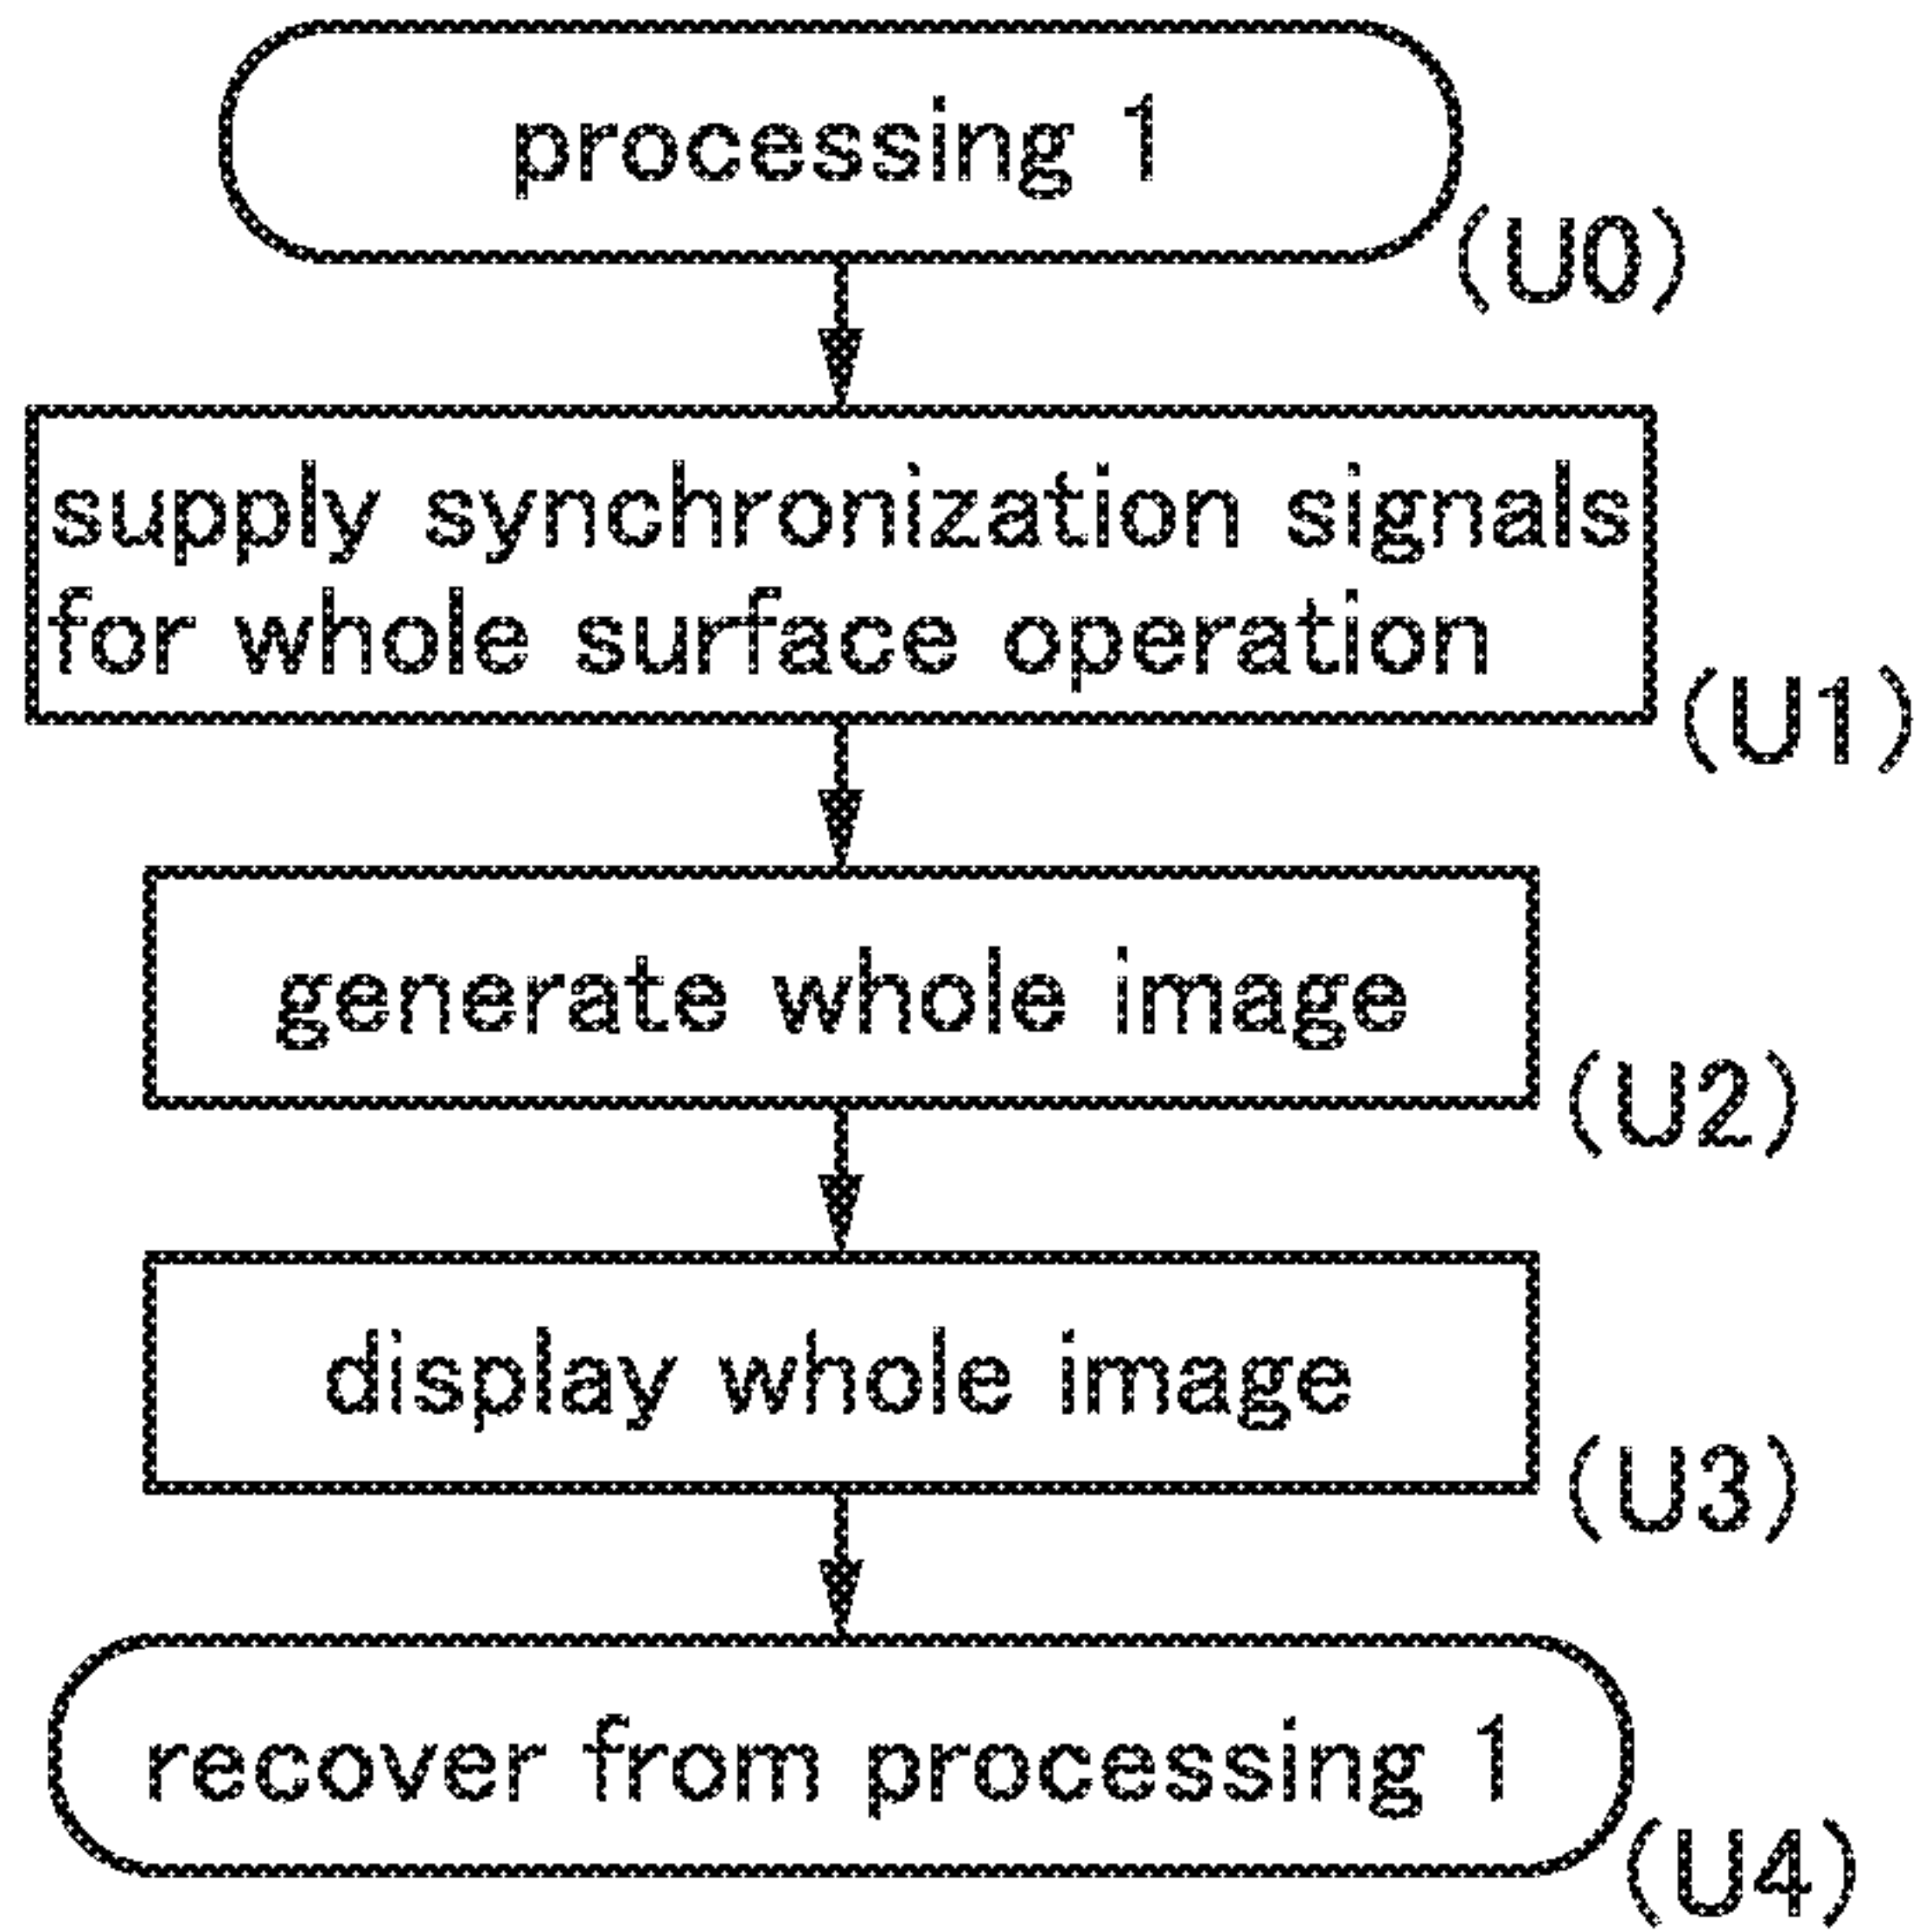 processing 1
(U0)
supply synchronization signals
for whole surface operation
(U1)
generate whole image
(U2)
display whole image
(U3)
recover from processing 1
(U4)